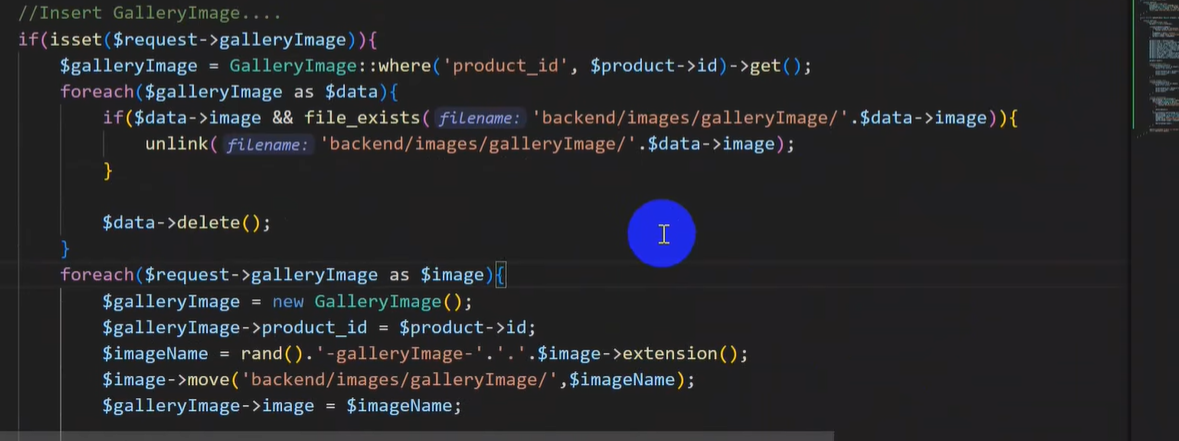 //Insert GalleryImage....
if(isset($request->galleryImage)){
$galleryImage = GalleryImage::where('product_id', $product->id)->get();
foreach($galleryImage as $data){
if($data->image && file_exists( filename: 'backend/images/galleryImage/'.$data->image)){
unlink( filename: 'backend/images/galleryImage/'.$data->image);
}
$data->delete();
}
foreach($request->galleryImage as $image){
$galleryImage = new GalleryImage();
$galleryImage->product_id = $product->id;
$imageName = rand().'-galleryImage-'.'.'.$image->extension();
$image->move('backend/images/galleryImage/',$imageName);
$galleryImage->image = $imageName;